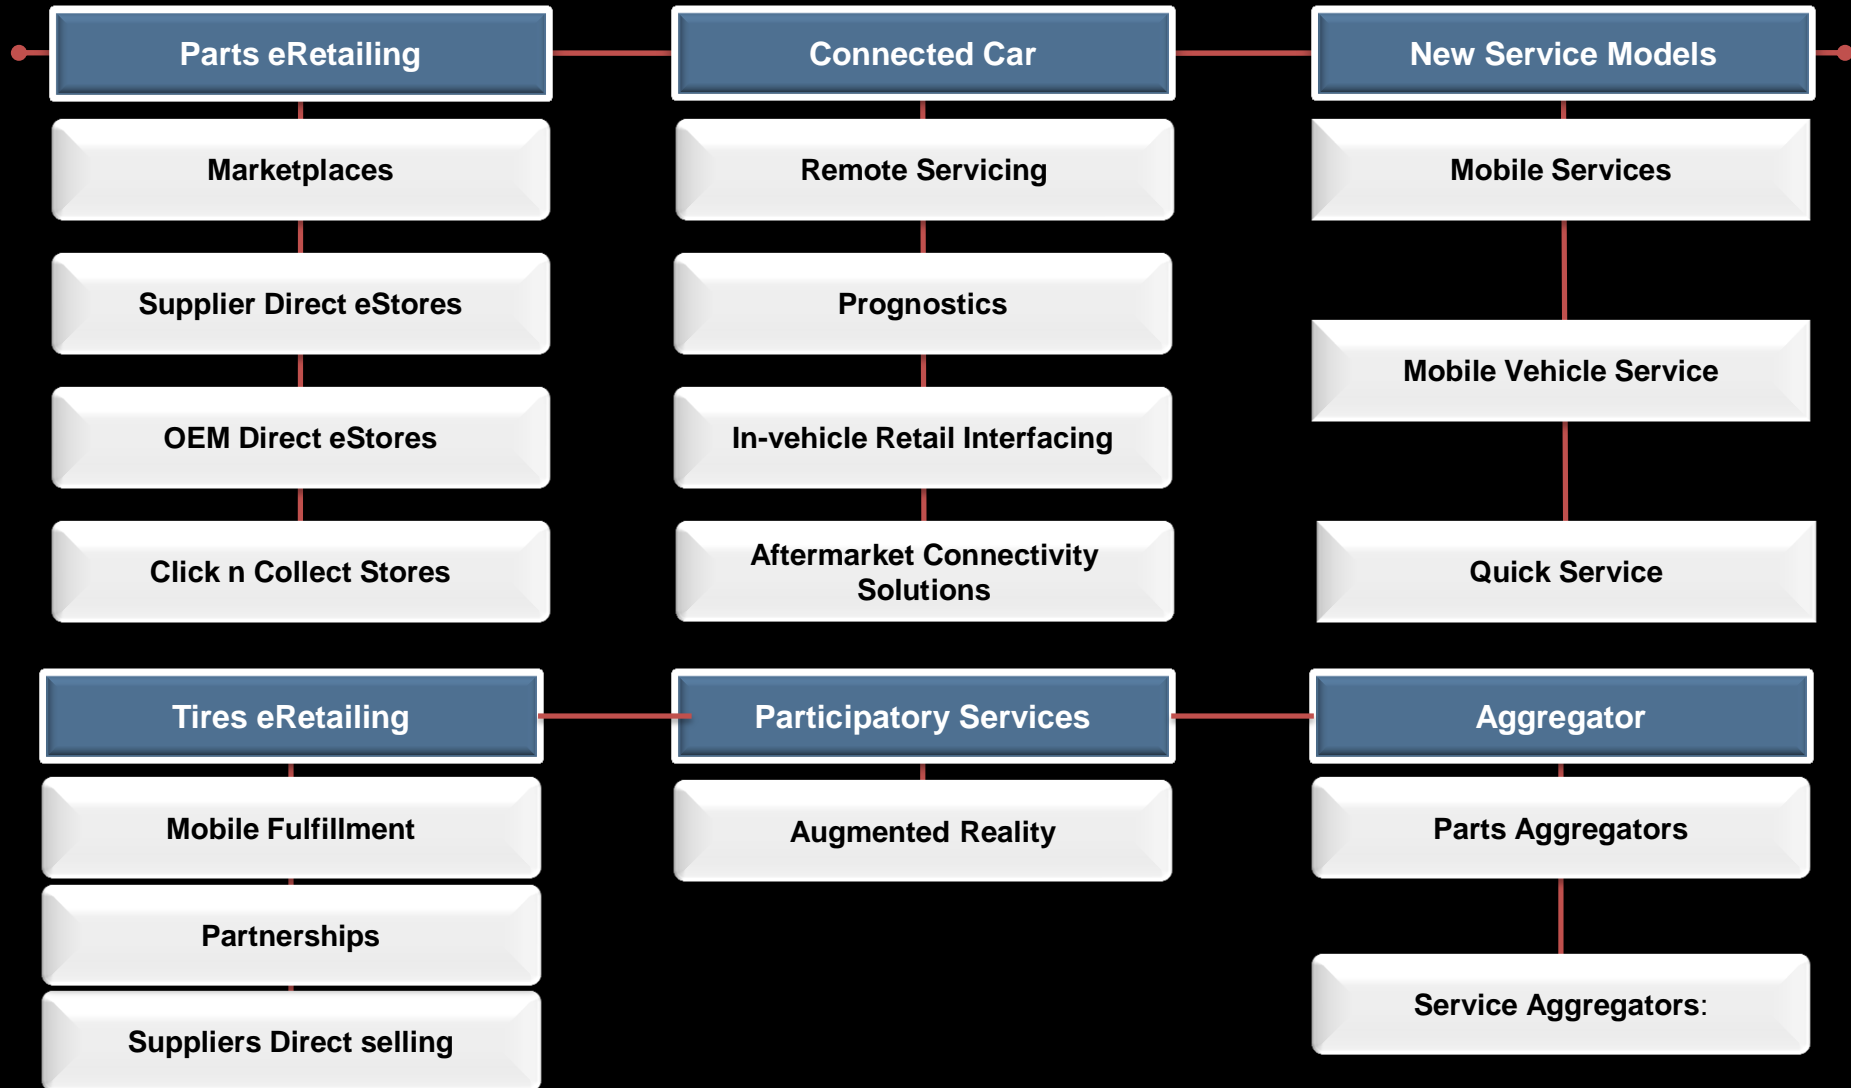 Parts eRetailing
Marketplaces
Supplier Direct eStores
OEM Direct eStores
Click n Collect Stores
Connected Car
Remote Servicing
Prognostics
In-vehicle Retail Interfacing
Aftermarket Connectivity
Solutions
New Service Models
Mobile Services
Mobile Vehicle Service
Quick Service
Tires eRetailing
Mobile Fulfillment
Partnerships
Suppliers Direct selling
Participatory Services
Augmented Reality
Aggregator
Parts Aggregators
Service Aggregators: